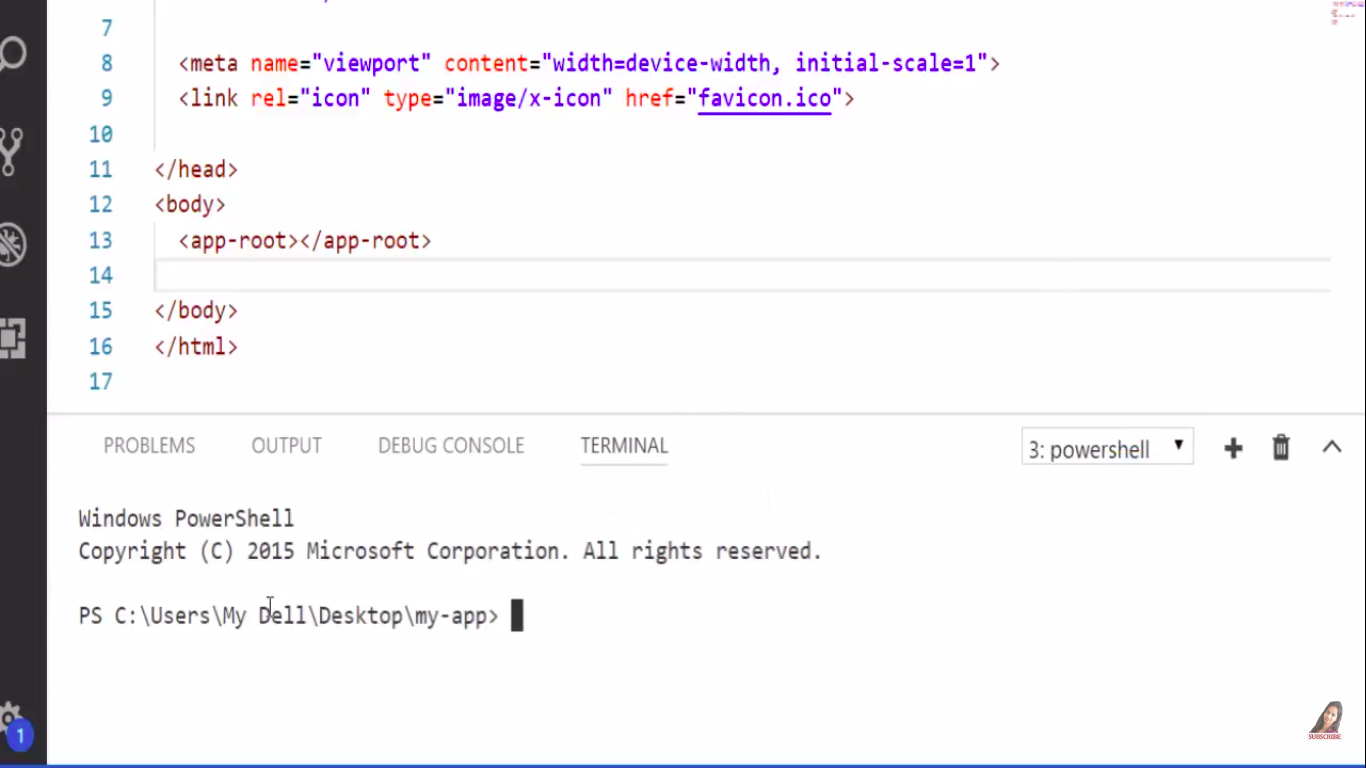 7
8 <meta name="viewport" content="width=device-width, initial-scale=1">
9 <link rel="icon" type="image/x-icon" href="favicon.ico">
10
11 </head>
12 <body>
13 <app-root></app-root>
14
15 </body>
16 </html>
17
PROBLEMS OUTPUT DEBUG CONSOLE TERMINAL 3: powershell
Windows PowerShell
Copyright (C) 2015 Microsoft Corporation. All rights reserved.
PS C:\Users\My Dell\Desktop\my-app>
1
SUBSCRIBE